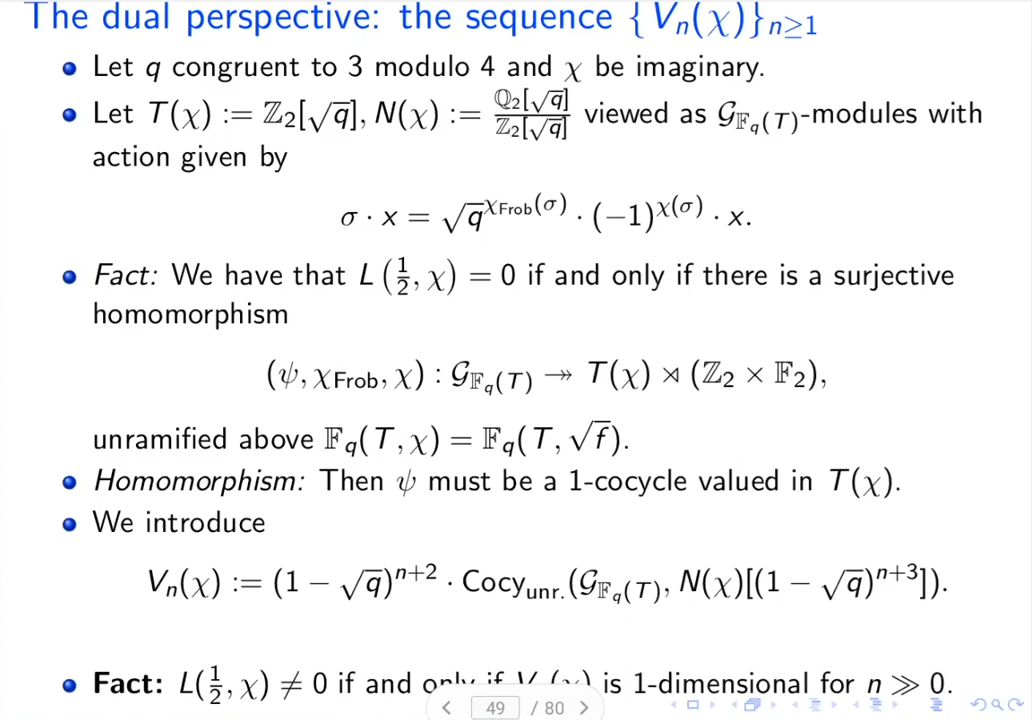 The dual perspective: the sequence {Vₙ(χ)}ₙ≥₁
Let q congruent to 3 modulo 4 and χ be imaginary.
Let T(χ) := ℤ₂[√q], N(χ) := ℚ₂[√q]/ℤ₂[√q] viewed as 𝒢_{𝔽_q(T)}-modules with
action given by
σ · x = √q^{χ_Frob(σ)} · (−1)^{χ(σ)} · x.
Fact: We have that L(½, χ) = 0 if and only if there is a surjective
homomorphism
(ψ, χ_Frob, χ) : 𝒢_{𝔽_q(T)} ↠ T(χ) ⋊ (ℤ₂ × 𝔽₂),
unramified above 𝔽_q(T, χ) = 𝔽_q(T, √f).
Homomorphism: Then ψ must be a 1-cocycle valued in T(χ).
We introduce
Vₙ(χ) := (1 − √q)^{n+2} · Cocy_unr.(𝒢_{𝔽_q(T)}, N(χ)[(1 − √q)^{n+3}]).
Fact: L(½, χ) ≠ 0 if and only if V (χ) is 1-dimensional for n ≫ 0.
49 / 80